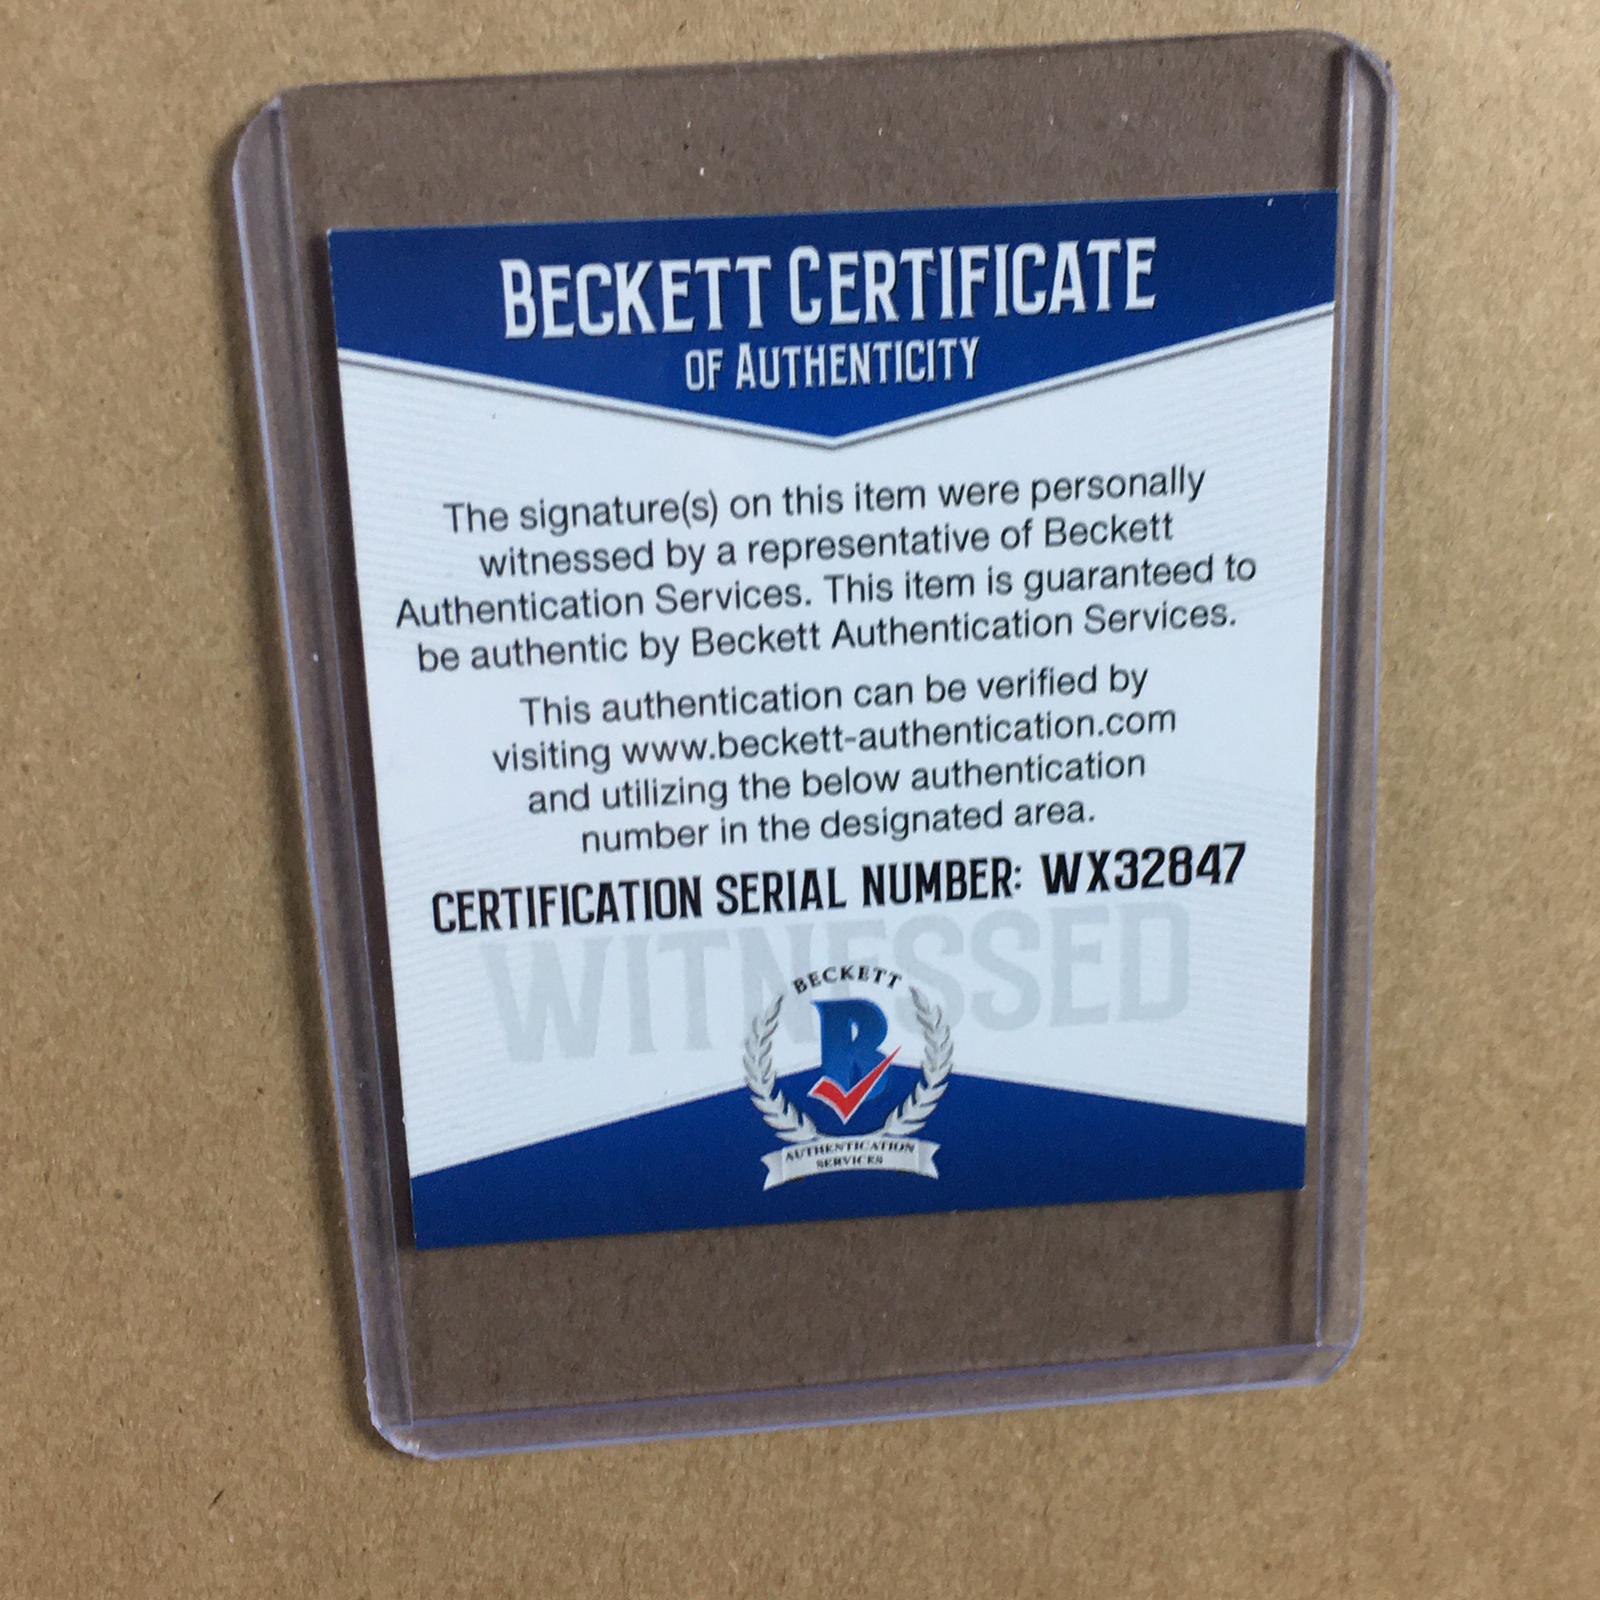 BECKETT CERTIFICATE
OF AUTHENTICITY
The signature(s) on this item were personally
witnessed by a representative of Beckett
Authentication Services. This item is guaranteed to
be authentic by Beckett Authentication Services.
This authentication can be verified by
visiting www.beckett-authentication.com
and utilizing the below authentication
number in the designated area.
CERTIFICATION SERIAL NUMBER: WX32847
WITNESSED
BECKETT
B
AUTHENTICATION
SERVICES